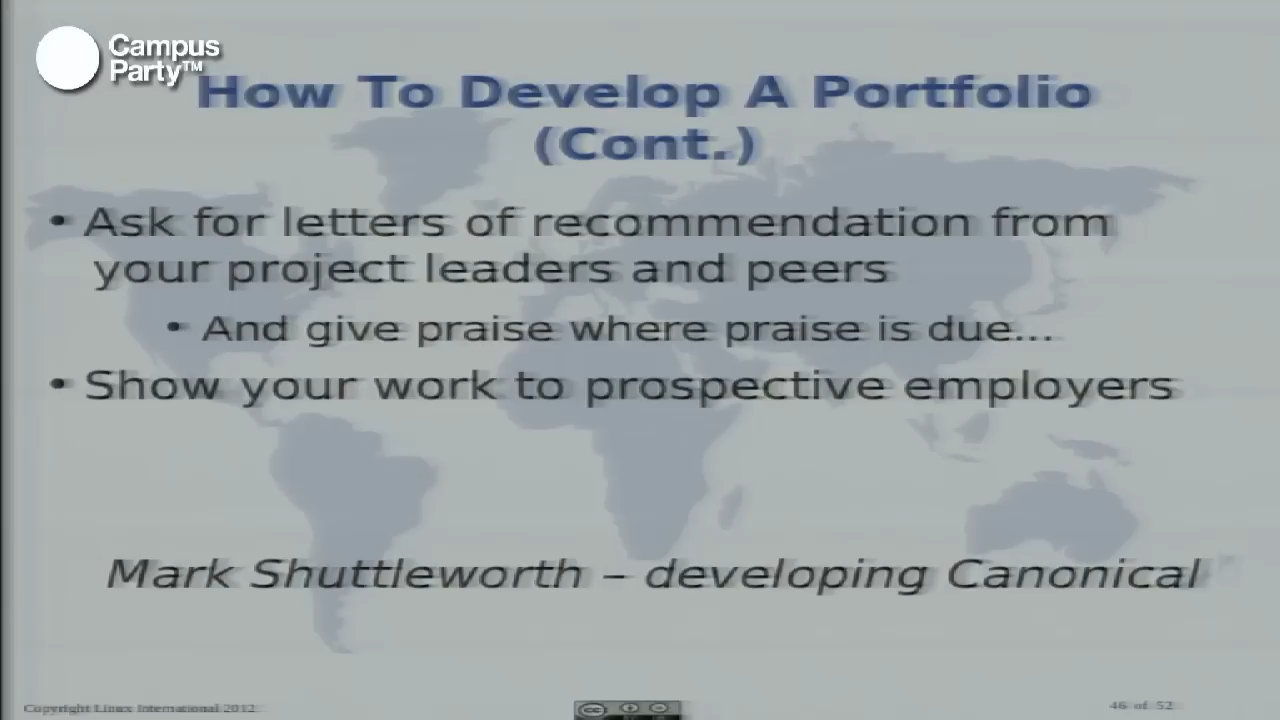 Campus
Party™
How To Develop A Portfolio
(Cont.)
• Ask for letters of recommendation from
your project leaders and peers
• And give praise where praise is due...
• Show your work to prospective employers
Mark Shuttleworth – developing Canonical
Copyright Linux International 2012
cc
46 of 52